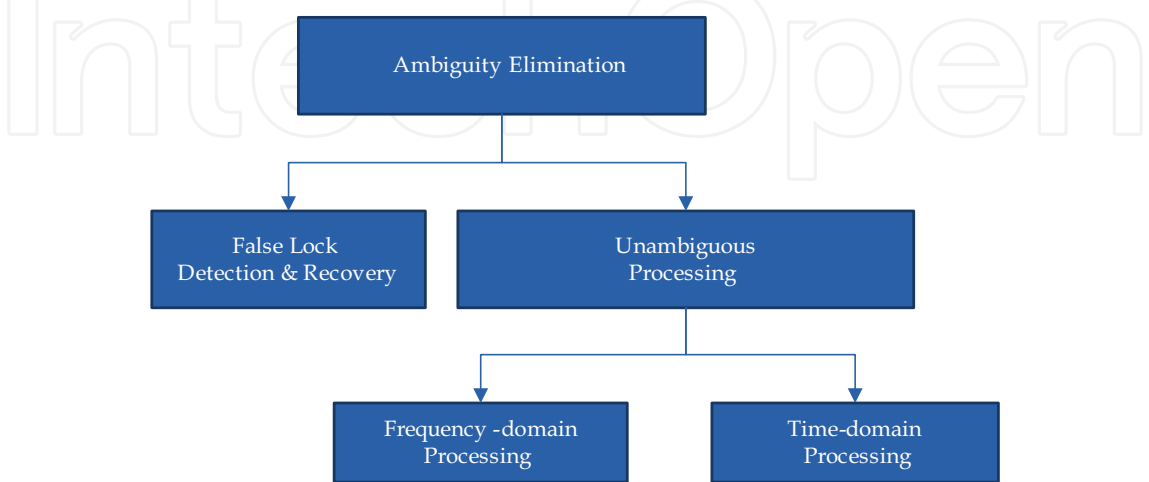 IntechOpen
Ambiguity Elimination
False Lock
Detection & Recovery
Unambiguous
Processing
Frequency -domain
Processing
Time-domain
Processing